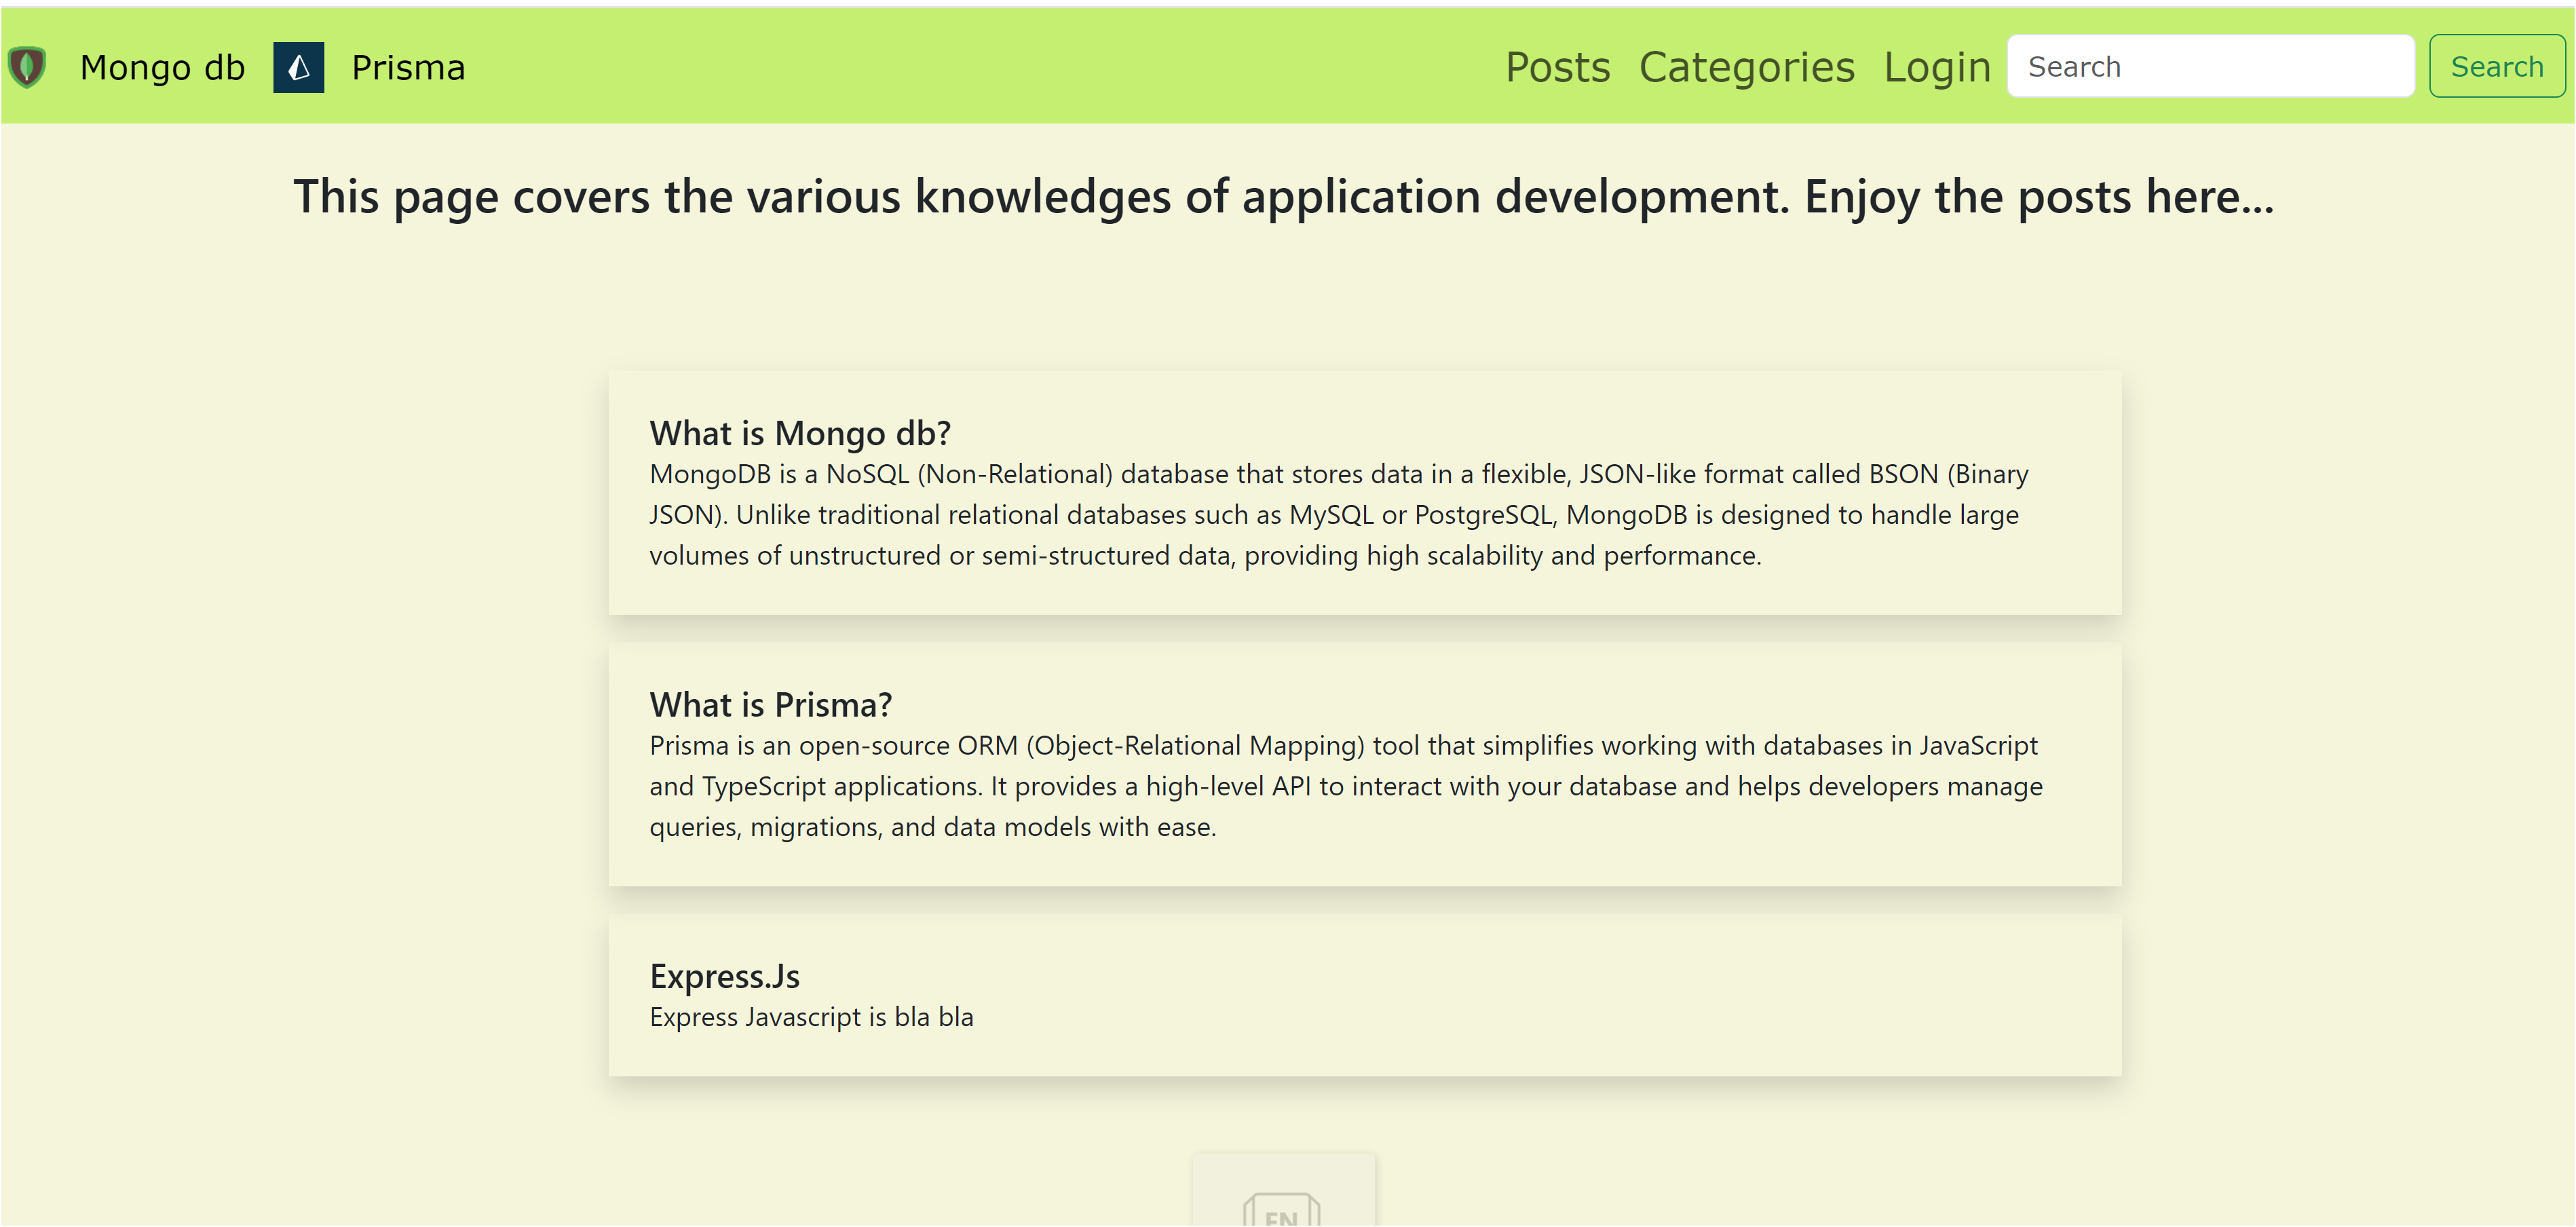 Mongo db Prisma Posts Categories Login Search Search
This page covers the various knowledges of application development. Enjoy the posts here...
What is Mongo db?
MongoDB is a NoSQL (Non-Relational) database that stores data in a flexible, JSON-like format called BSON (Binary
JSON). Unlike traditional relational databases such as MySQL or PostgreSQL, MongoDB is designed to handle large
volumes of unstructured or semi-structured data, providing high scalability and performance.
What is Prisma?
Prisma is an open-source ORM (Object-Relational Mapping) tool that simplifies working with databases in JavaScript
and TypeScript applications. It provides a high-level API to interact with your database and helps developers manage
queries, migrations, and data models with ease.
Express.Js
Express Javascript is bla bla
EN